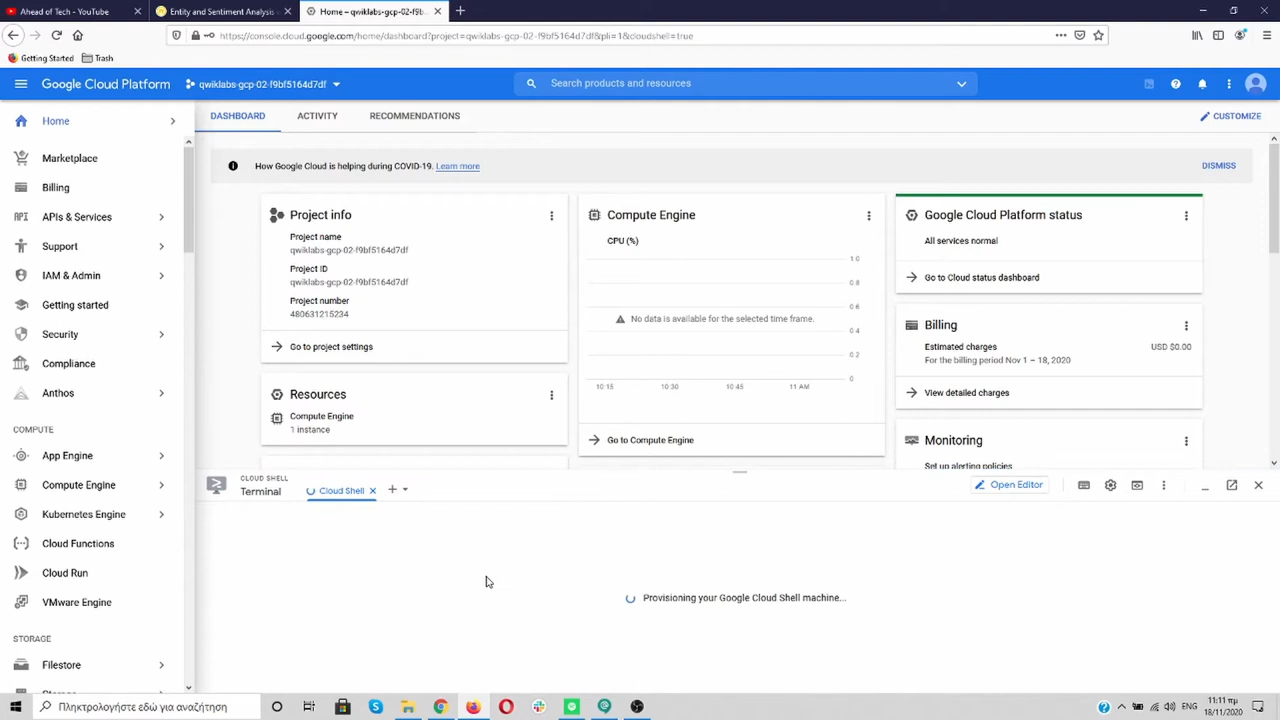 Ahead of Tech - YouTube
Entity and Sentiment Analysis
Home – qwiklabs-gcp-02-f9b
https://console.cloud.google.com/home/dashboard?project=qwiklabs-gcp-02-f9bf5164d7df&pli=1&cloudshell=true
Getting Started
Trash
Google Cloud Platform
qwiklabs-gcp-02-f9bf5164d7df
Search products and resources
Home
DASHBOARD
ACTIVITY
RECOMMENDATIONS
CUSTOMIZE
Marketplace
Billing
API APIs & Services
Support
IAM & Admin
Getting started
Security
Compliance
Anthos
COMPUTE
App Engine
Compute Engine
Kubernetes Engine
Cloud Functions
Cloud Run
VMware Engine
STORAGE
Filestore
How Google Cloud is helping during COVID-19. Learn more
DISMISS
Project info
Project name
qwiklabs-gcp-02-f9bf5164d7df
Project ID
qwiklabs-gcp-02-f9bf5164d7df
Project number
480631215234
Go to project settings
Resources
Compute Engine
1 instance
Compute Engine
CPU (%)
1.0
0.8
0.6
0.4
0.2
0
No data is available for the selected time frame.
10:15
10:30
10:45
11 AM
Go to Compute Engine
Google Cloud Platform status
All services normal
Go to Cloud status dashboard
Billing
Estimated charges
USD $0.00
For the billing period Nov 1 – 18, 2020
View detailed charges
Monitoring
Set up alerting policies
CLOUD SHELL
Terminal
Cloud Shell
Open Editor
Provisioning your Google Cloud Shell machine...
Πληκτρολογήστε εδώ για αναζήτηση
ENG
11:11 πμ
18/11/2020